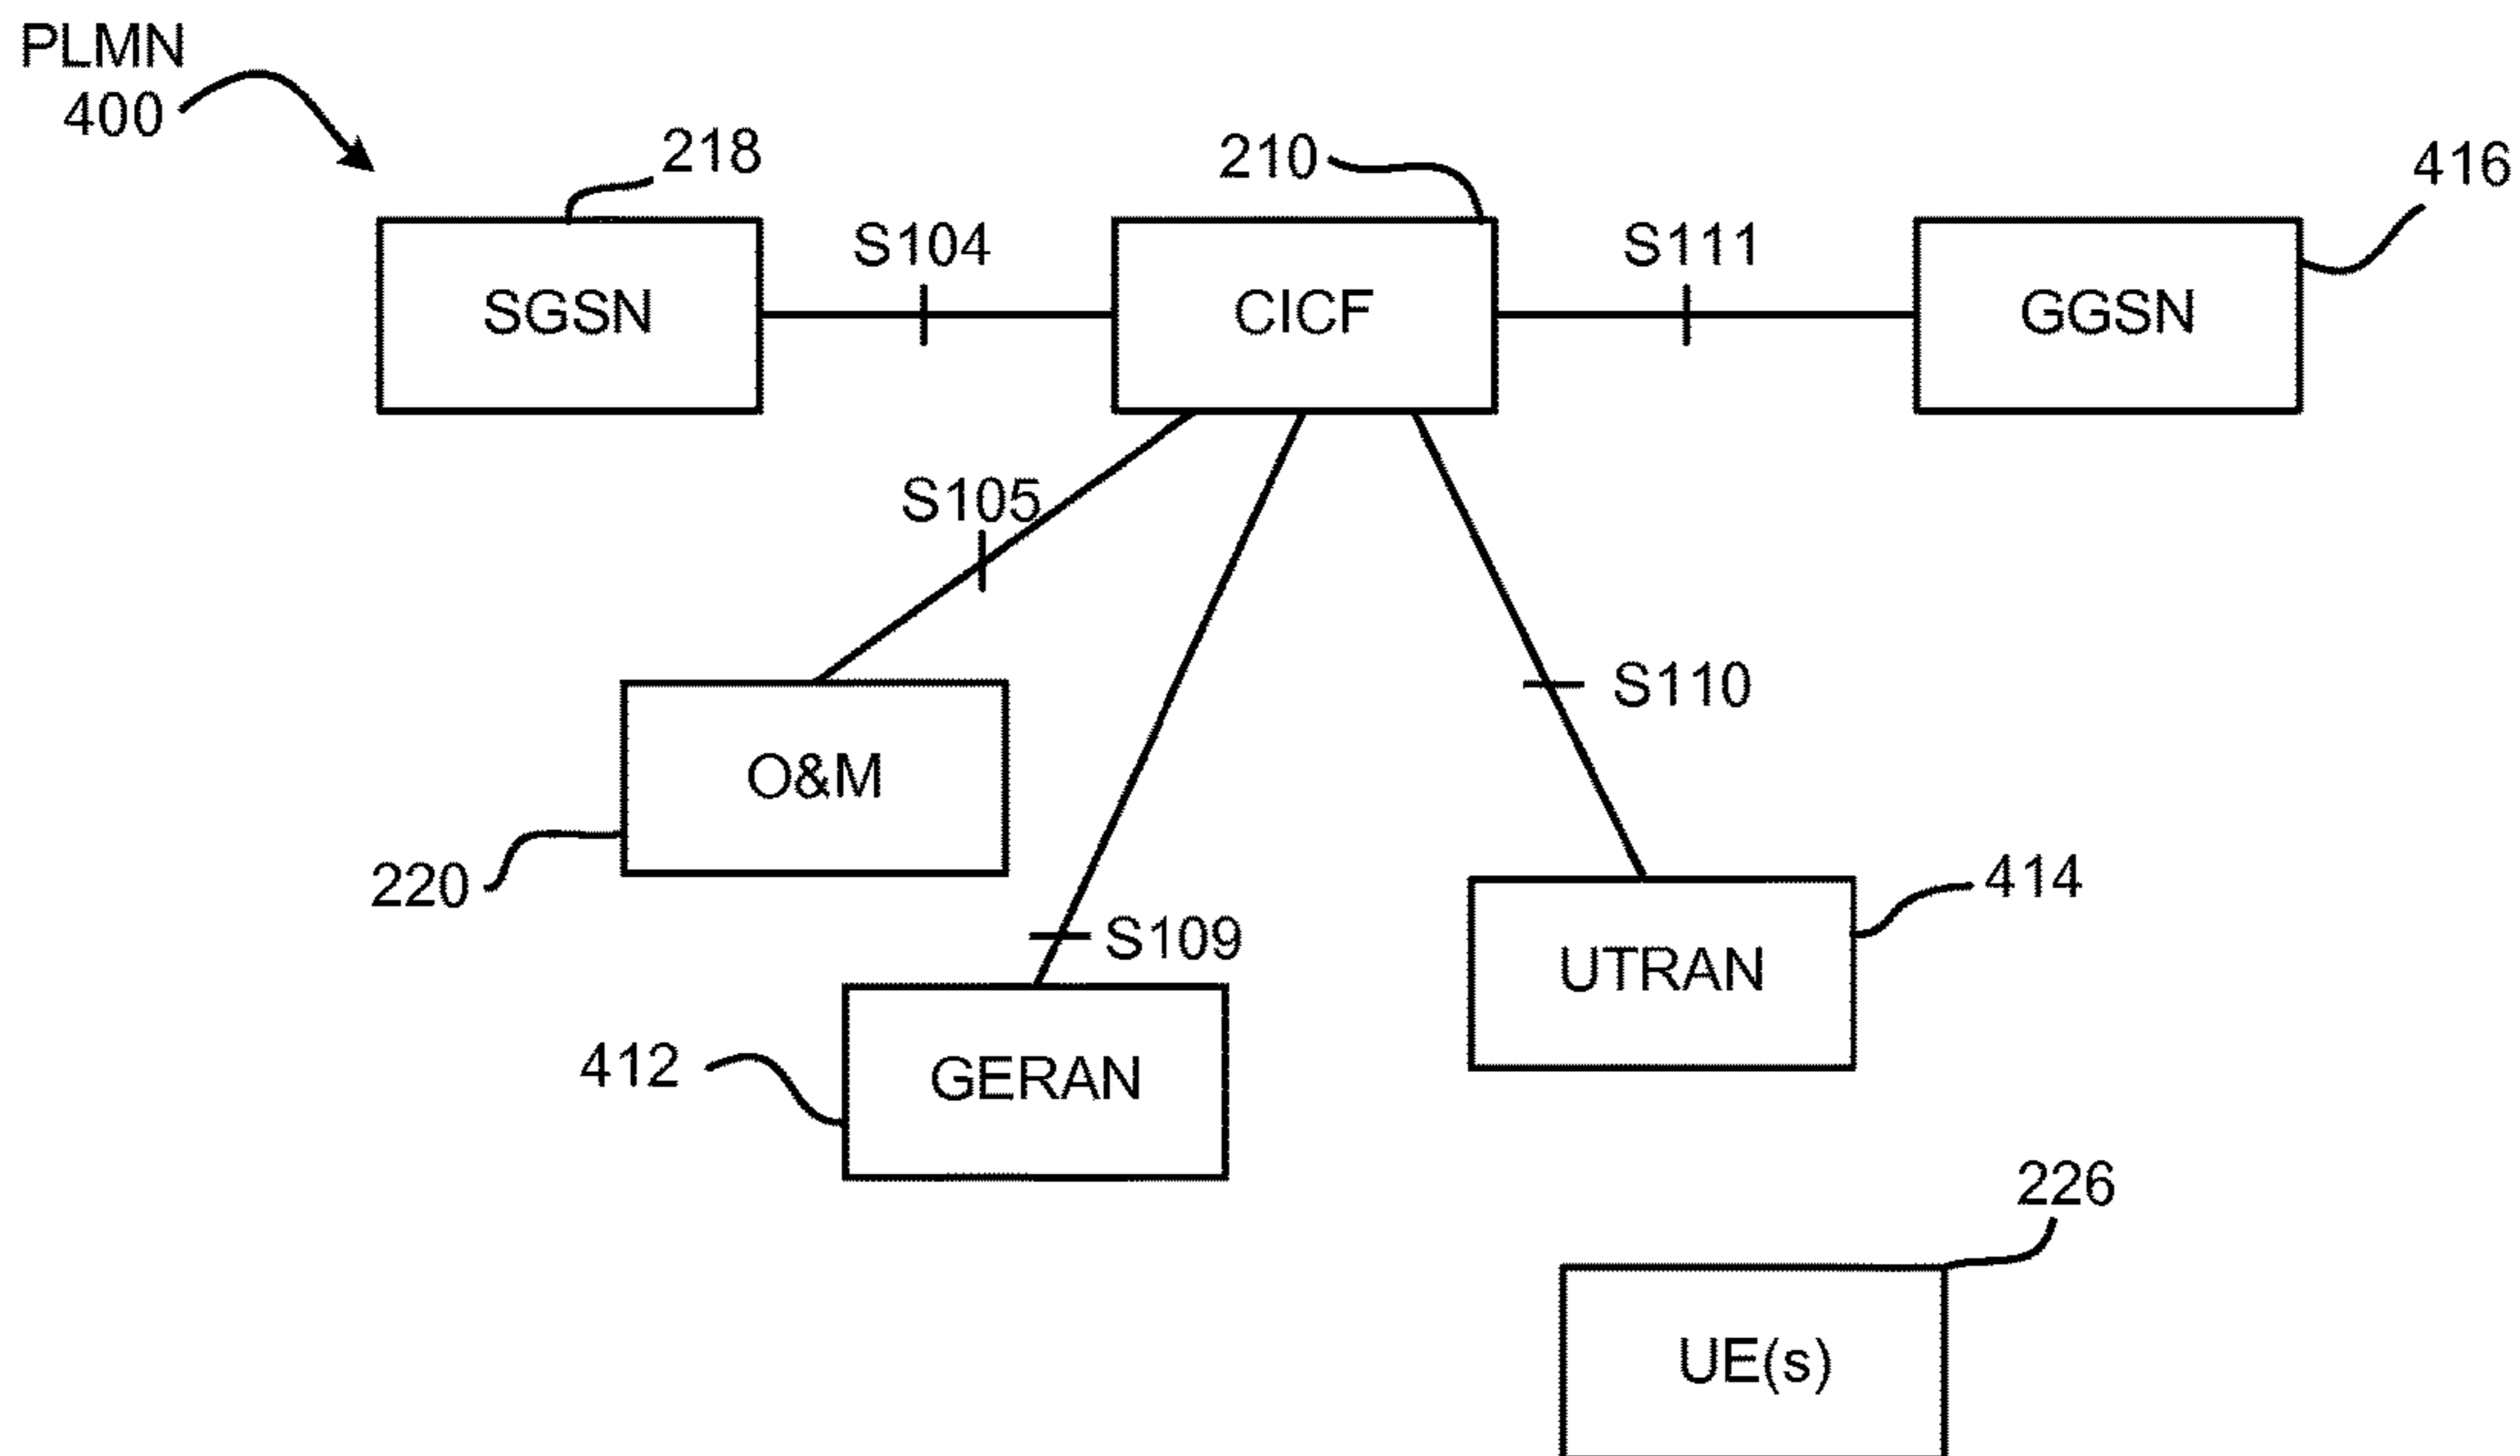 PLMN
400
218
210
416
S104
S111
SGSN
CICF
GGSN
S105
S110
O&M
220
414
S109
UTRAN
412
GERAN
226
UE(s)